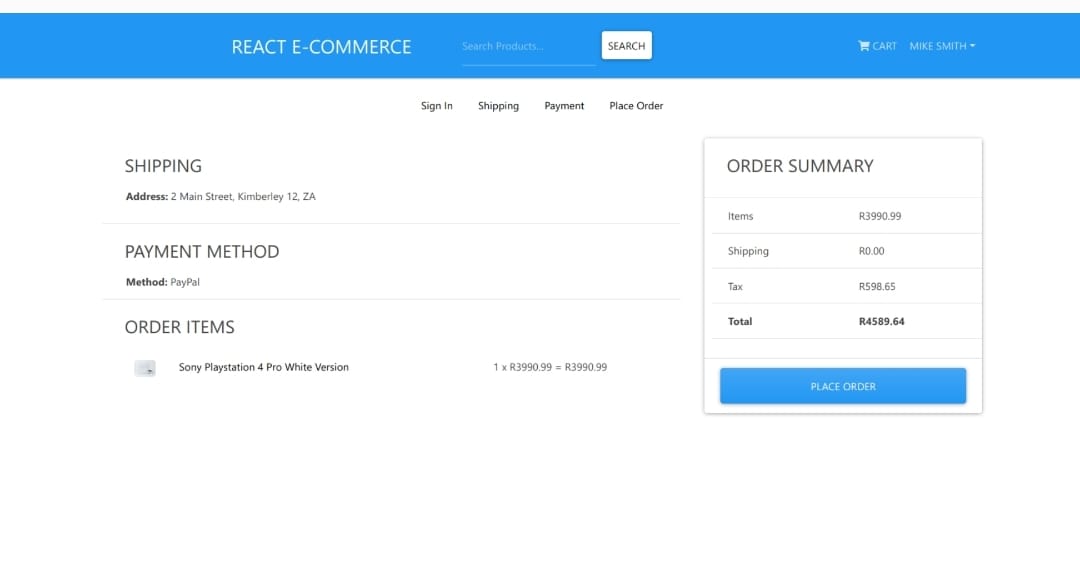 REACT E-COMMERCE Search Products... SEARCH CART MIKE SMITH
Sign In Shipping Payment Place Order
SHIPPING
Address: 2 Main Street, Kimberley 12, ZA
PAYMENT METHOD
Method: PayPal
ORDER ITEMS
Sony Playstation 4 Pro White Version 1 x R3990.99 = R3990.99
ORDER SUMMARY
Items R3990.99
Shipping R0.00
Tax R598.65
Total R4589.64
PLACE ORDER